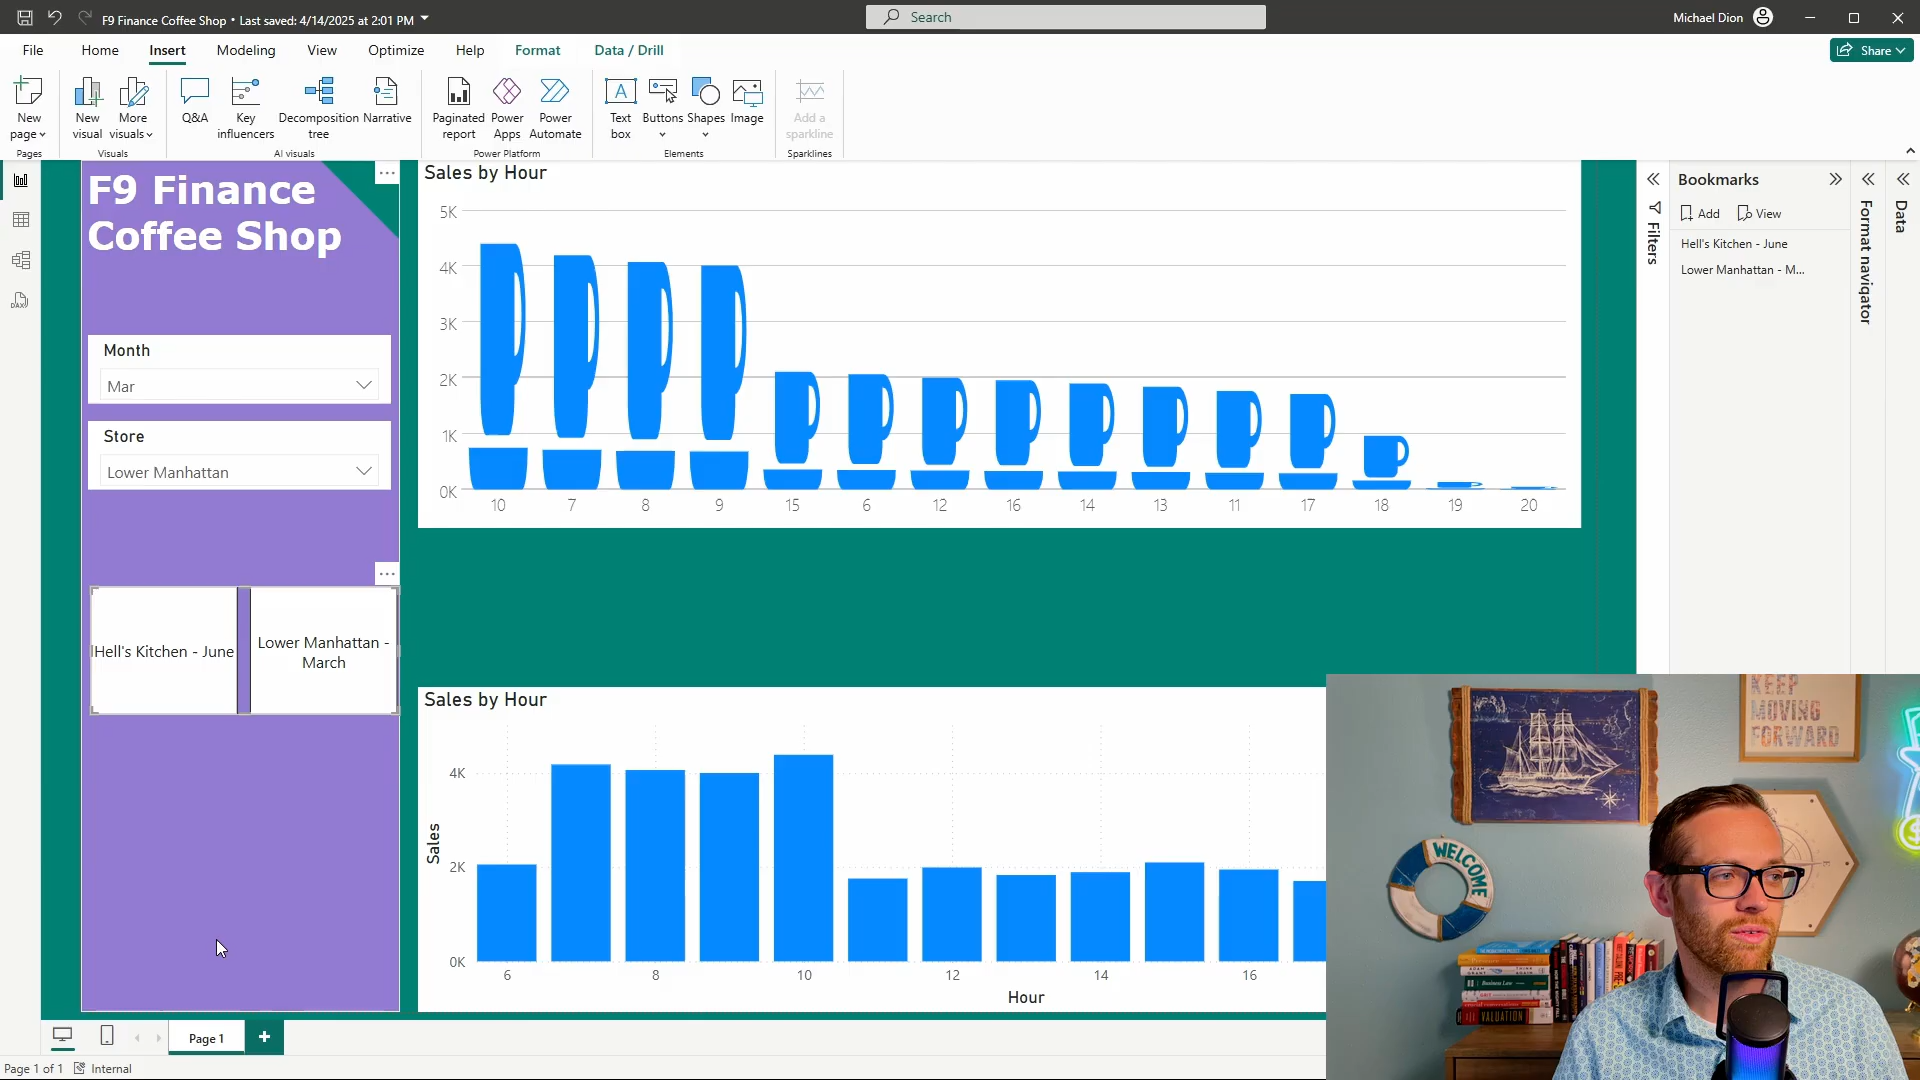 F9 Finance Coffee Shop • Last saved: 4/14/2025 at 2:01 PM
Search
Michael Dion
File
Home
Insert
Modeling
View
Optimize
Help
Format
Data / Drill
Share
New page
New visual
More visuals
Q&A
Key influencers
Decomposition tree
Narrative
Paginated report
Power Apps
Power Automate
Text box
Buttons
Shapes
Image
Add a sparkline
Pages
Visuals
AI visuals
Power Platform
Elements
Sparklines
F9 Finance
Coffee Shop
Month
Mar
Store
Lower Manhattan
Hell's Kitchen - June
Lower Manhattan -
March
Sales by Hour
5K
4K
3K
2K
1K
0K
10 7 8 9 15 6 12 16 14 13 11 17 18 19 20
Sales by Hour
Sales
4K
2K
0K
6 8 10 12 14 16
Hour
Filters
Bookmarks
Add
View
Hell's Kitchen - June
Lower Manhattan - M...
Format navigator
Data
DAX
KEEP
MOVING
FORWARD
WELCOME
VALUATION
Page 1
Page 1 of 1
Internal